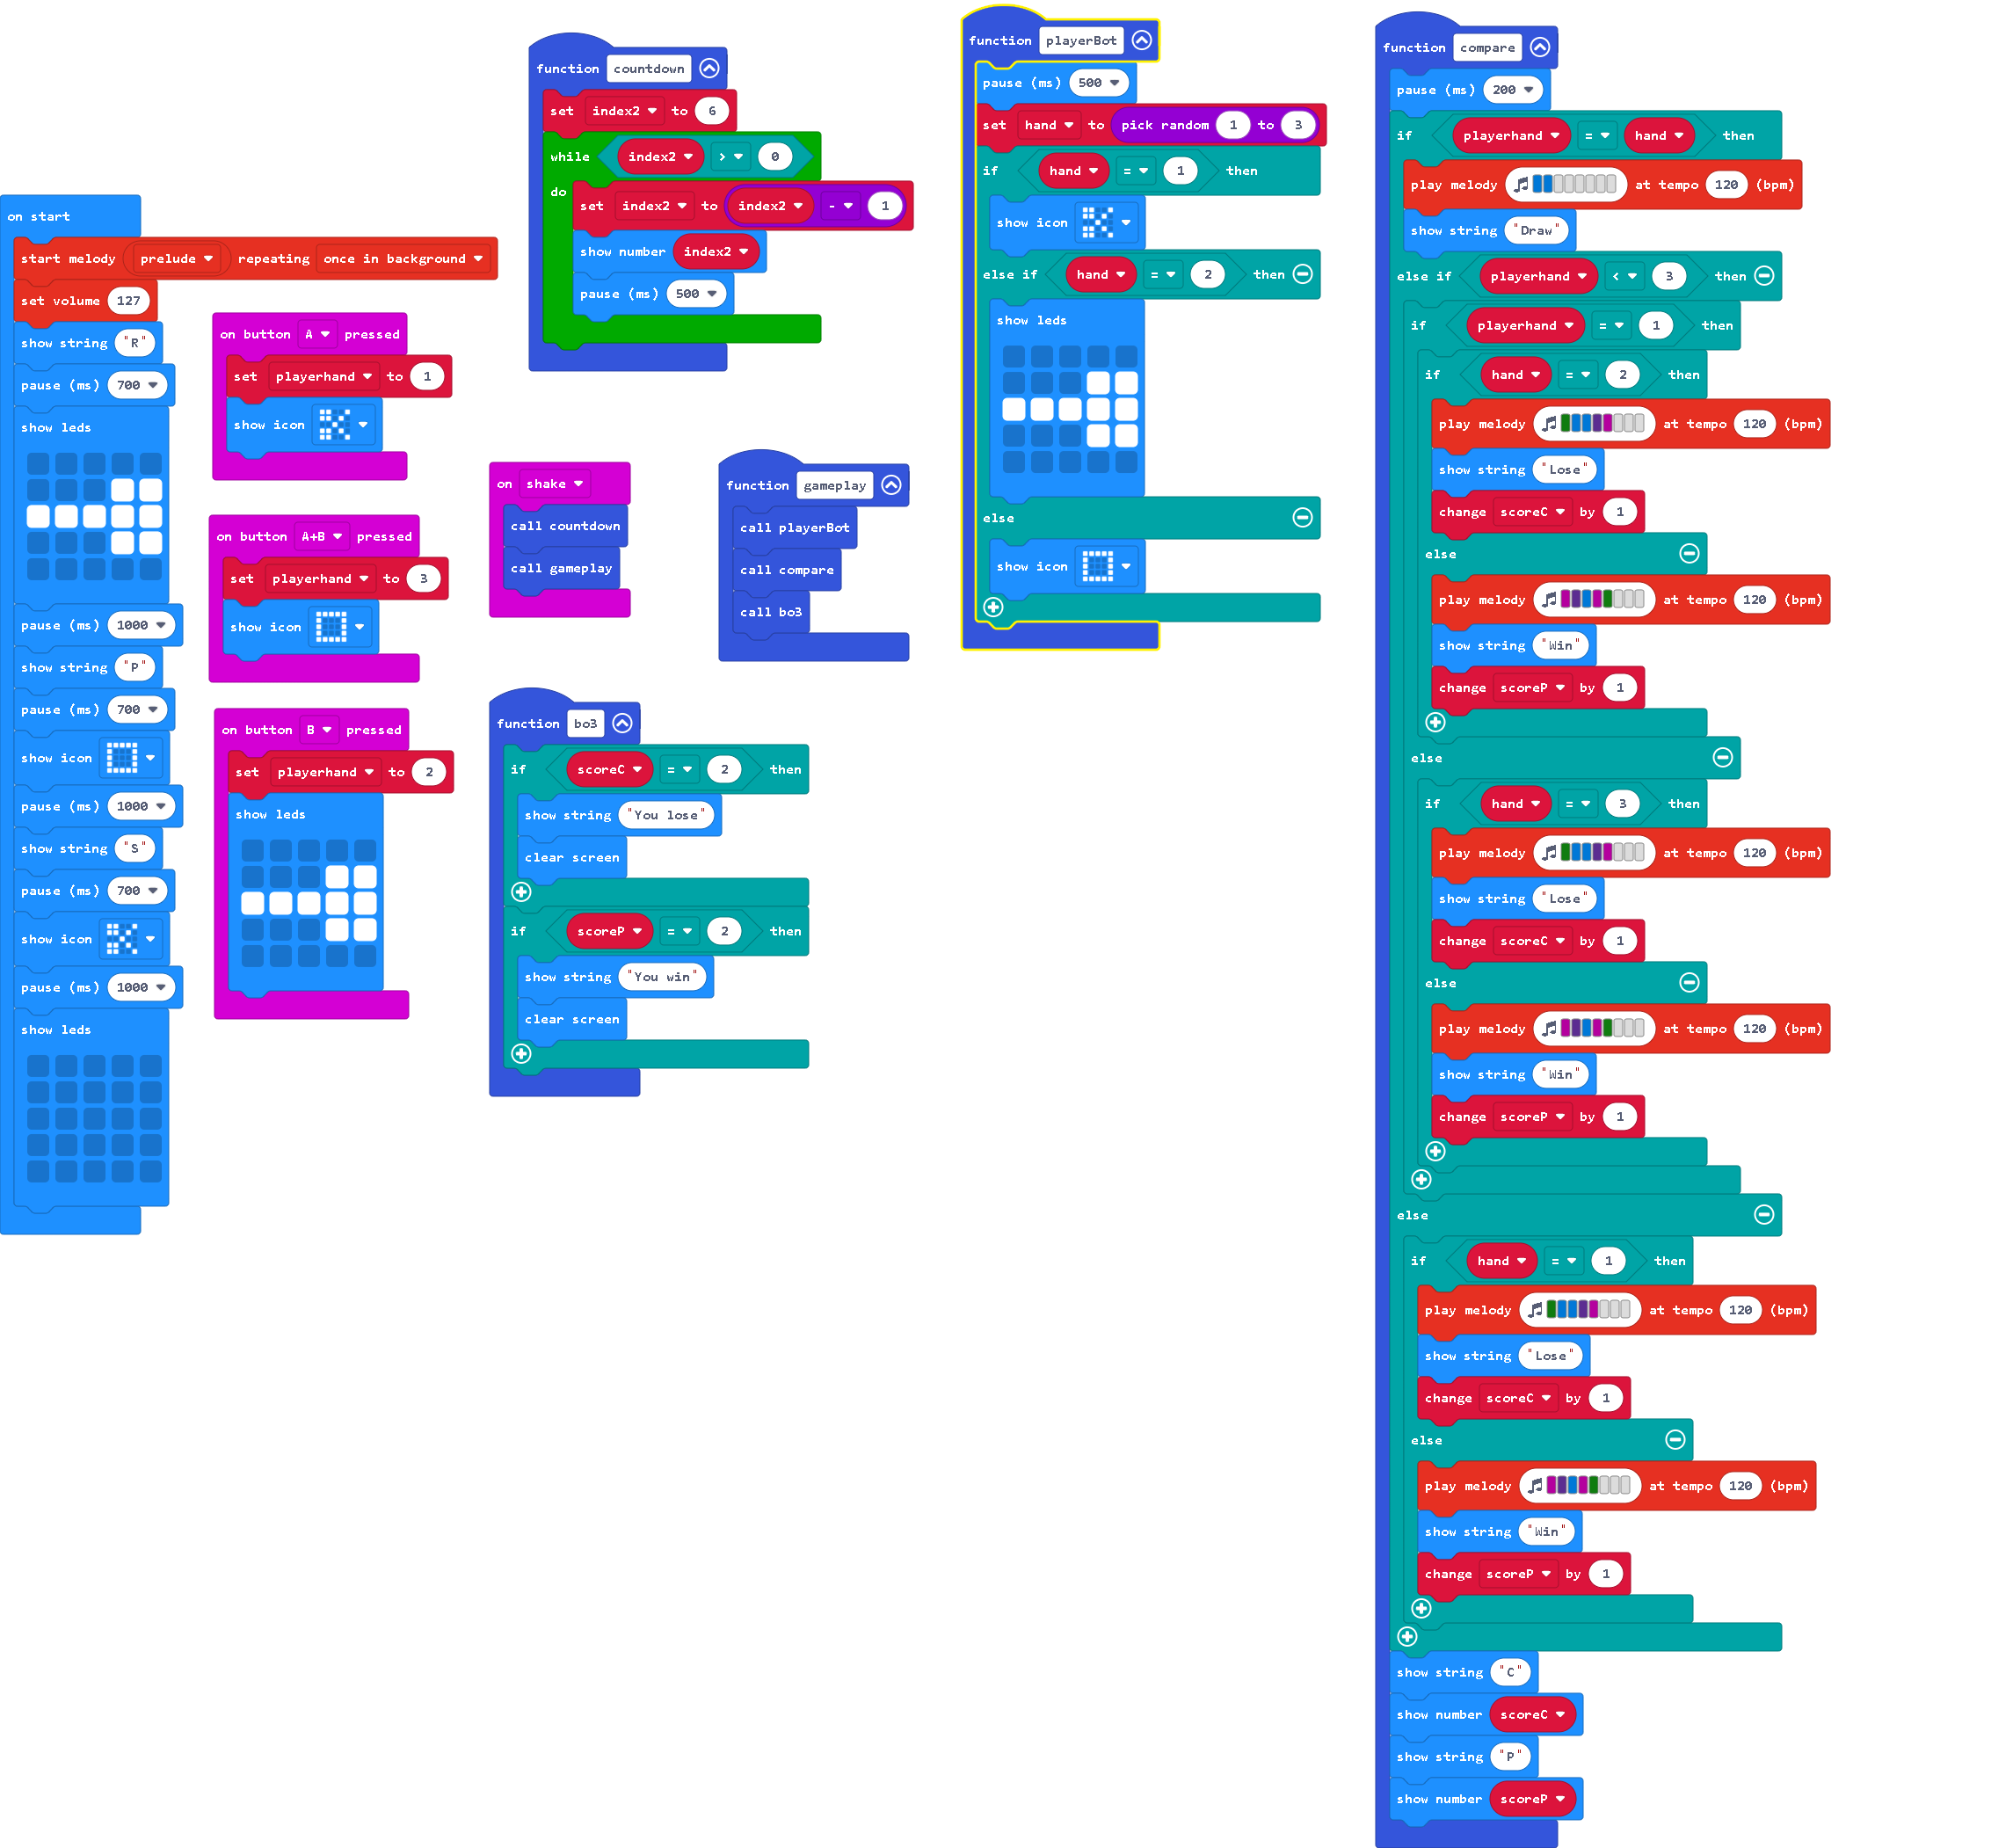 on start
start melody prelude repeating once in background
set volume 127
show string "R"
pause (ms) 700
show leds
pause (ms) 1000
show string "P"
pause (ms) 700
show icon
pause (ms) 1000
show string "S"
pause (ms) 700
show icon
pause (ms) 1000
show leds
on button A pressed
set playerhand to 1
show icon
on button A+B pressed
set playerhand to 3
show icon
on button B pressed
set playerhand to 2
show leds
function countdown
set index2 to 6
while index2 > 0
do
set index2 to index2 - 1
show number index2
pause (ms) 500
on shake
call countdown
call gameplay
function gameplay
call playerBot
call compare
call bo3
function bo3
if scoreC = 2 then
show string "You lose"
clear screen
if scoreP = 2 then
show string "You win"
clear screen
function playerBot
pause (ms) 500
set hand to pick random 1 to 3
if hand = 1 then
show icon
else if hand = 2 then
show leds
else
show icon
function compare
pause (ms) 200
if playerhand = hand then
play melody at tempo 120 (bpm)
show string "Draw"
else if playerhand < 3 then
if playerhand = 1 then
if hand = 2 then
play melody at tempo 120 (bpm)
show string "Lose"
change scoreC by 1
else
play melody at tempo 120 (bpm)
show string "Win"
change scoreP by 1
else
if hand = 3 then
play melody at tempo 120 (bpm)
show string "Lose"
change scoreC by 1
else
play melody at tempo 120 (bpm)
show string "Win"
change scoreP by 1
else
if hand = 1 then
play melody at tempo 120 (bpm)
show string "Lose"
change scoreC by 1
else
play melody at tempo 120 (bpm)
show string "Win"
change scoreP by 1
show string "C"
show number scoreC
show string "P"
show number scoreP